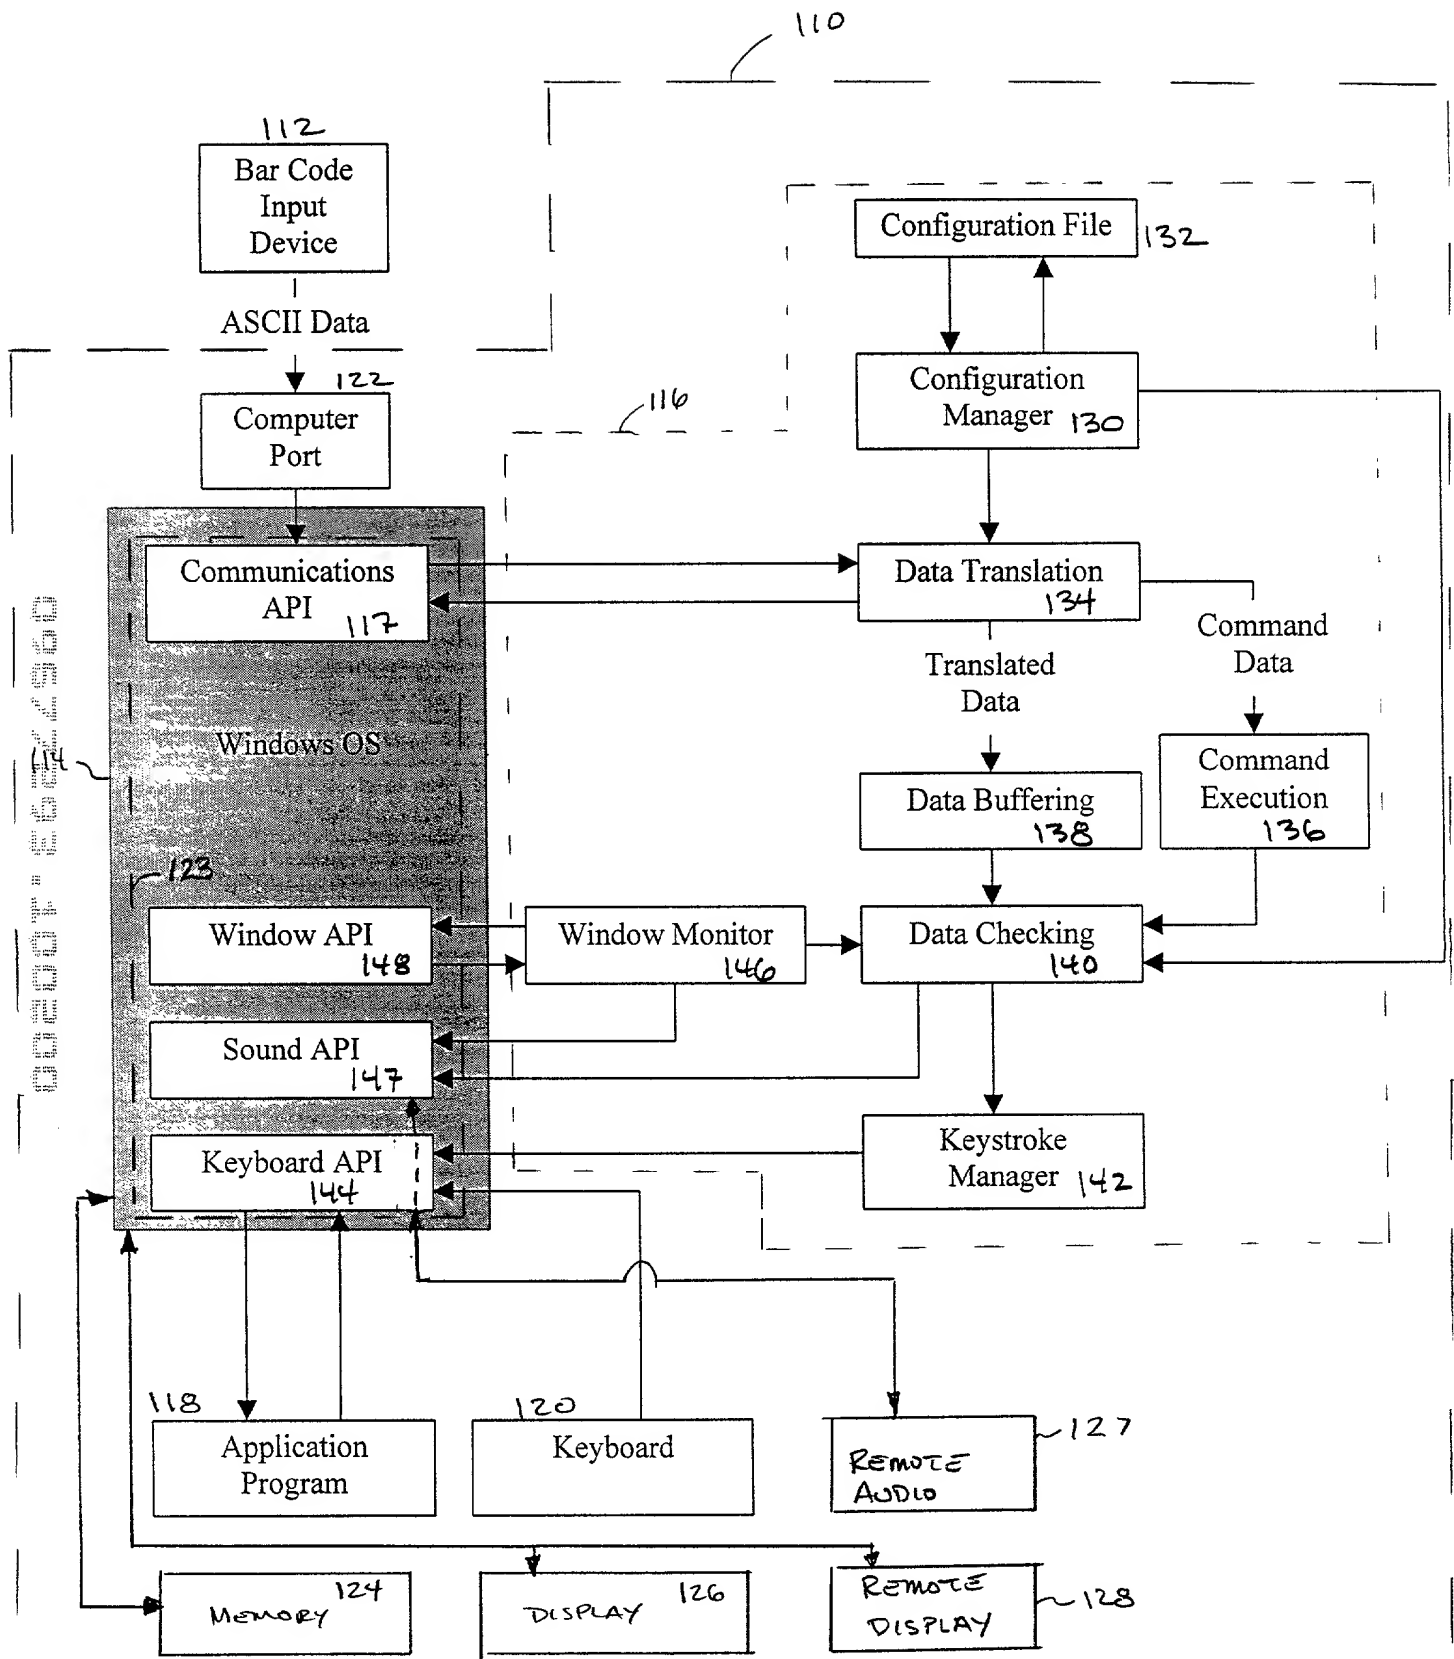 110
112
Bar Code
Input
Device
ASCII Data
122
Computer
Port
Configuration File
132
Configuration
Manager 130
116
Communications
API
117
Data Translation
134
Translated
Data
Command
Data
Windows OS
114
Data Buffering
138
Command
Execution
136
123
Window API
148
Window Monitor
146
Data Checking
140
Sound API
147
Keyboard API
144
Keystroke
Manager 142
118
Application
Program
120
Keyboard
REMOTE
AUDIO
127
MEMORY 124
DISPLAY 126
REMOTE
DISPLAY
128